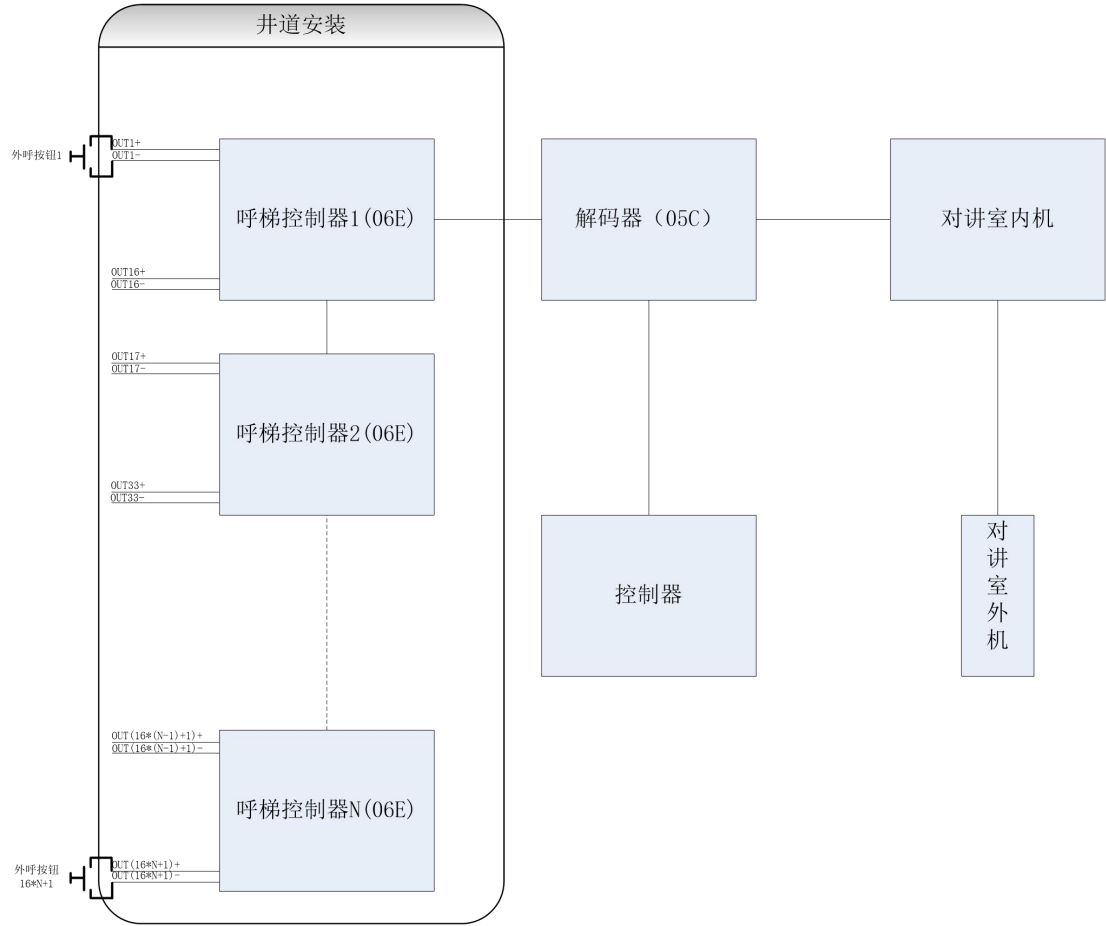 井道安装
外呼按钮1
OUT1+
OUT1-
呼梯控制器1(06E)
解码器（05C）
对讲室内机
OUT16+
OUT16-
OUT17+
OUT17-
呼梯控制器2(06E)
OUT33+
OUT33-
控制器
对讲室外机
OUT(16*(N-1)+1)+
OUT(16*(N-1)+1)-
呼梯控制器N(06E)
外呼按钮
16*N+1
OUT(16*N+1)+
OUT(16*N+1)-